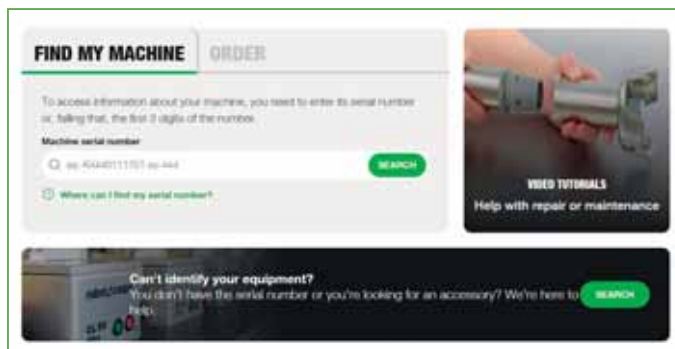 FIND MY MACHINE
ORDER
To access information about your machine, you need to enter its serial number
or, failing that, the first 3 digits of the number.
Machine serial number
SEARCH
Where can I find my serial number?
VIDEO TUTORIALS
Help with repair or maintenance
Can't identify your equipment?
You don't have the serial number or you're looking for an accessory? We're here to
help.
SEARCH